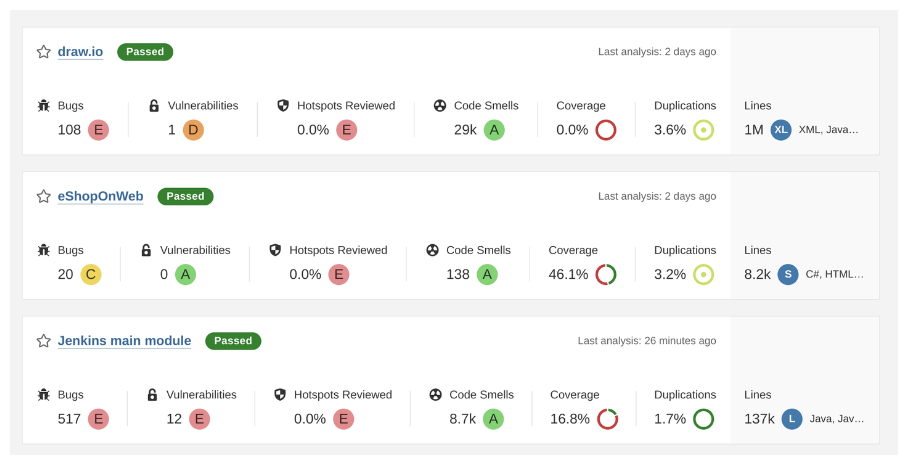 draw.io Passed Last analysis: 2 days ago
Bugs Vulnerabilities Hotspots Reviewed Code Smells Coverage Duplications Lines
108 E 1 D 0.0% E 29k A 0.0% 3.6% 1M XL XML, Java...
eShopOnWeb Passed Last analysis: 2 days ago
Bugs Vulnerabilities Hotspots Reviewed Code Smells Coverage Duplications Lines
20 C 0 A 0.0% E 138 A 46.1% 3.2% 8.2k S C#, HTML...
Jenkins main module Passed Last analysis: 26 minutes ago
Bugs Vulnerabilities Hotspots Reviewed Code Smells Coverage Duplications Lines
517 E 12 E 0.0% E 8.7k A 16.8% 1.7% 137k L Java, Jav...